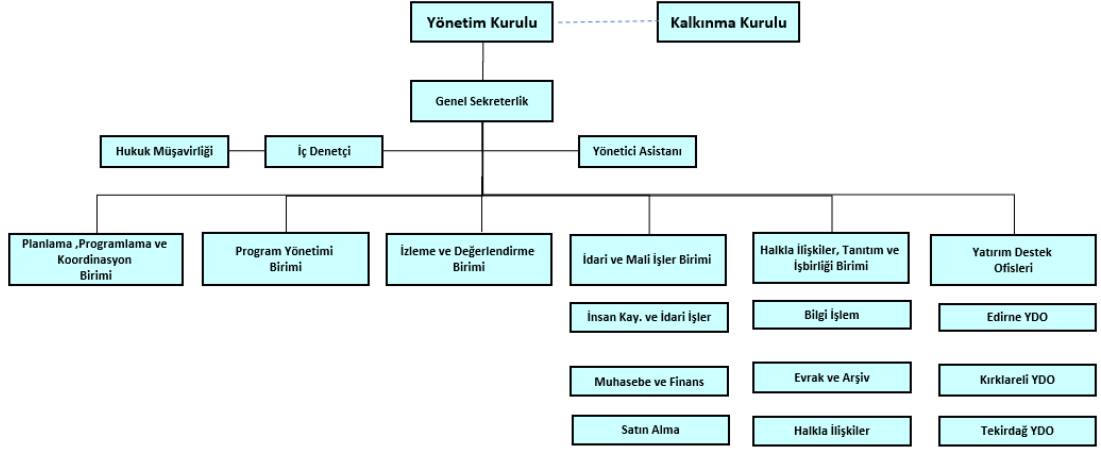 Yönetim Kurulu
Kalkınma Kurulu
Genel Sekreterlik
Hukuk Müşavirliği
İç Denetçi
Yönetici Asistanı
Planlama ,Programlama ve
Koordinasyon
Birimi
Program Yönetimi
Birimi
İzleme ve Değerlendirme
Birimi
İdari ve Mali İşler Birimi
Halkla İlişkiler, Tanıtım ve
İşbirliği Birimi
Yatırım Destek
Ofisleri
İnsan Kay. ve İdari İşler
Bilgi İşlem
Edirne YDO
Muhasebe ve Finans
Evrak ve Arşiv
Kırklareli YDO
Satın Alma
Halkla İlişkiler
Tekirdağ YDO